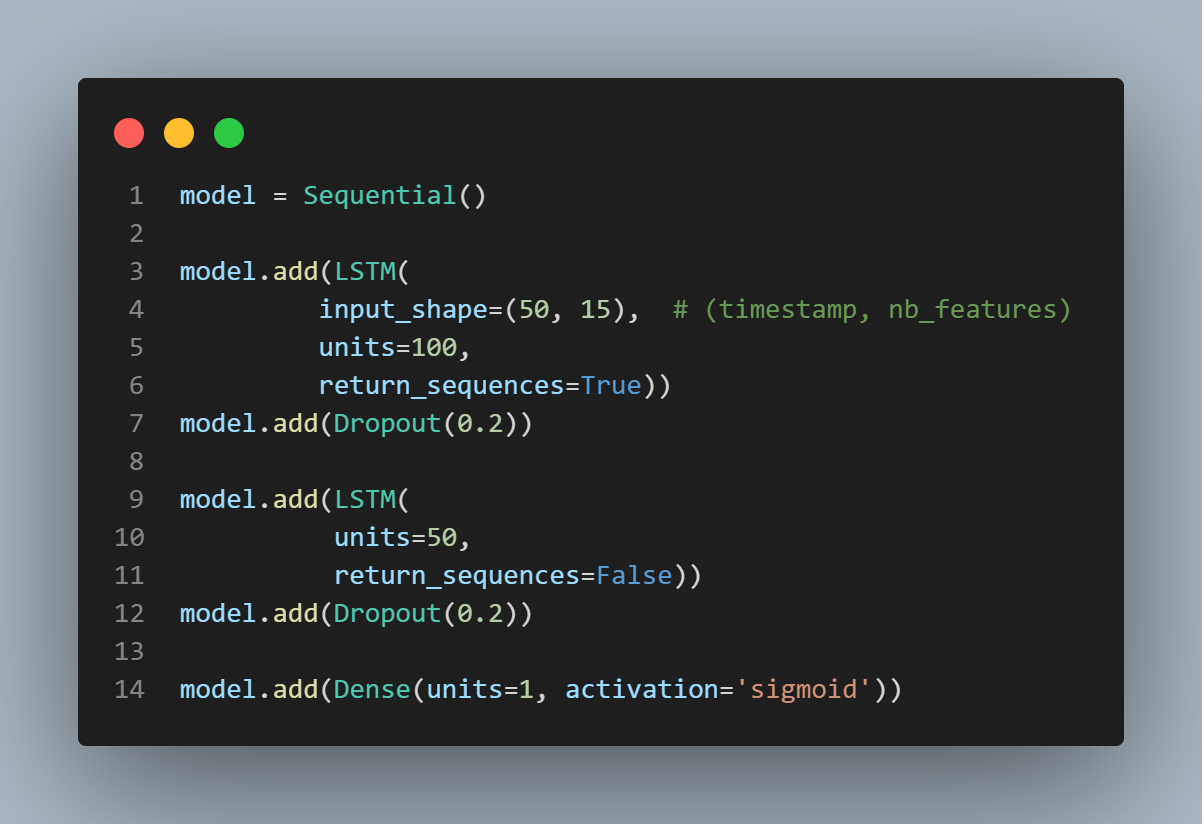 1 model = Sequential()
2
3 model.add(LSTM(
4          input_shape=(50, 15),  # (timestamp, nb_features)
5          units=100,
6          return_sequences=True))
7 model.add(Dropout(0.2))
8
9 model.add(LSTM(
10           units=50,
11           return_sequences=False))
12 model.add(Dropout(0.2))
13
14 model.add(Dense(units=1, activation='sigmoid'))